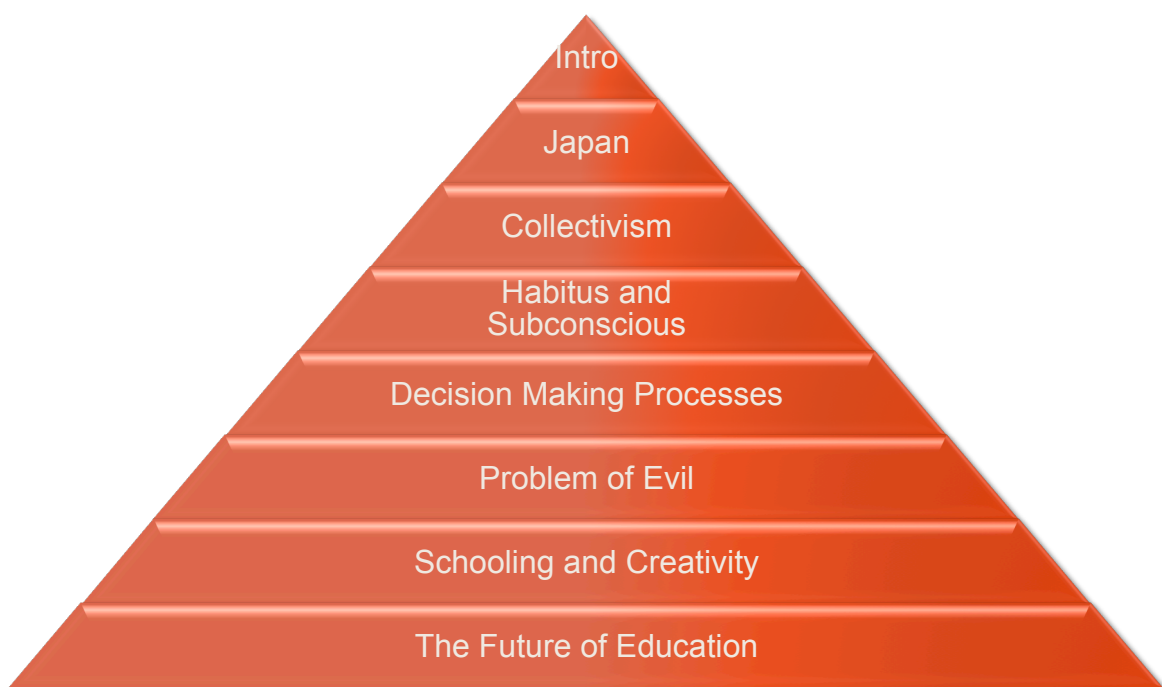 Intro
Japan
Collectivism
Habitus and
Subconscious
Decision Making Processes
Problem of Evil
Schooling and Creativity
The Future of Education